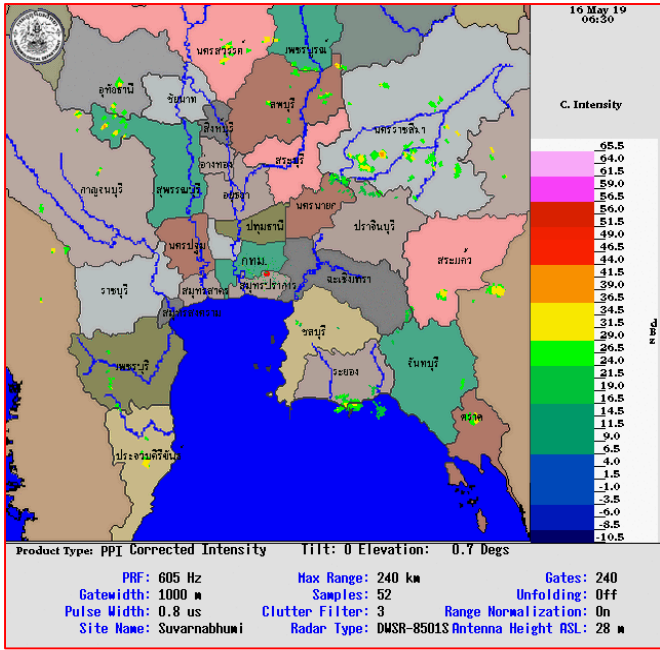 16 May 19
06:30
C. Intensity
65.5
64.0
61.5
59.0
56.5
56.0
51.5
49.0
46.5
44.0
41.5
39.0
36.5
34.5
31.5
29.0
26.5
24.0
21.5
19.0
16.5
14.5
11.5
9.0
6.5
4.0
1.5
-1.0
-3.5
-6.0
-8.5
-10.5
นครสวรรค์
เพชรบูรณ์
อุทัยธานี
ชัยนาท
ลพบุรี
สิงหบุรี
นครราชสีมา
อ่างทอง
สระบุรี
กาญจนบุรี
สุพรรณบุรี
อยุธยา
นครนายก
นครปฐม
ปทุมธานี
ปราจีนบุรี
กทม.
สระแก้ว
ราชบุรี
สมุทรสาคร
สมุทรปราการ
ฉะเชิงเทรา
สมุทรสงคราม
ชลบุรี
เพชรบุรี
ระยอง
จันทบุรี
ตราด
ประจวบคีรีขันธ์
Product Type: PPI Corrected Intensity Tilt: 0 Elevation: 0.7 Degs
PRF: 605 Hz Max Range: 240 km Gates: 240
Gatewidth: 1000 m Samples: 52 Unfolding: Off
Pulse Width: 0.8 us Clutter Filter: 3 Range Normalization: On
Site Name: Suvarnabhumi Radar Type: DWSR-8501S Antenna Height ASL: 28 m